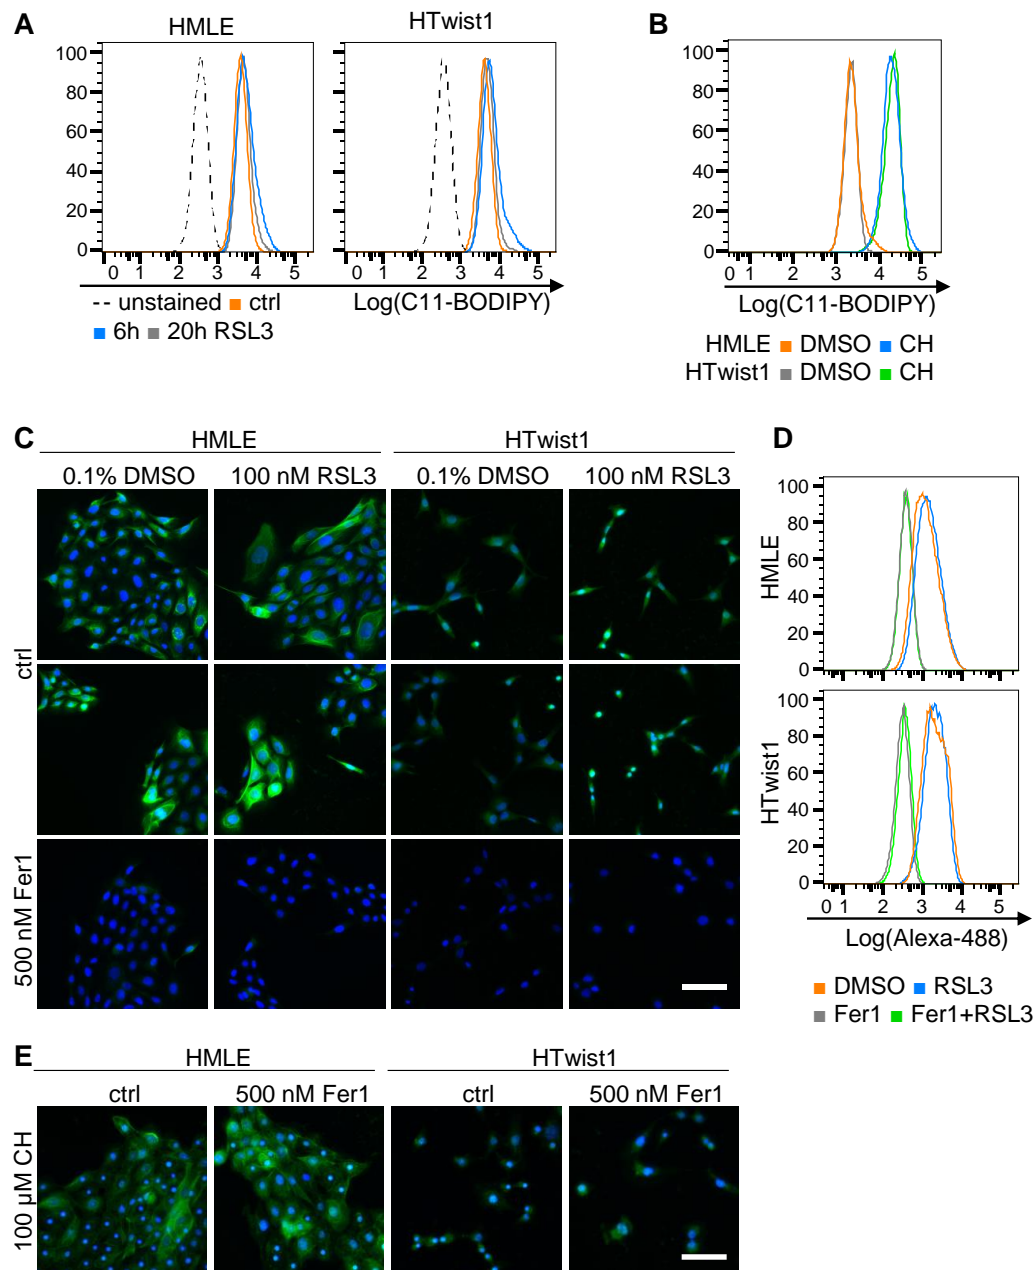 A
HMLE
HTwist1
100
80
60
40
20
0
0 1 2 3 4 5
0 1 2 3 4 5
-- unstained ctrl
Log(C11-BODIPY)
6h 20h RSL3
B
100
80
60
40
20
0
0 1 2 3 4 5
Log(C11-BODIPY)
HMLE DMSO CH
HTwist1 DMSO CH
C
HMLE
HTwist1
0.1% DMSO
100 nM RSL3
0.1% DMSO
100 nM RSL3
ctrl
500 nM Fer1
D
HMLE
100
80
60
40
20
0
HTwist1
100
80
60
40
20
0
0 1 2 3 4 5
Log(Alexa-488)
DMSO RSL3
Fer1 Fer1+RSL3
E
HMLE
HTwist1
ctrl
500 nM Fer1
ctrl
500 nM Fer1
100 µM CH